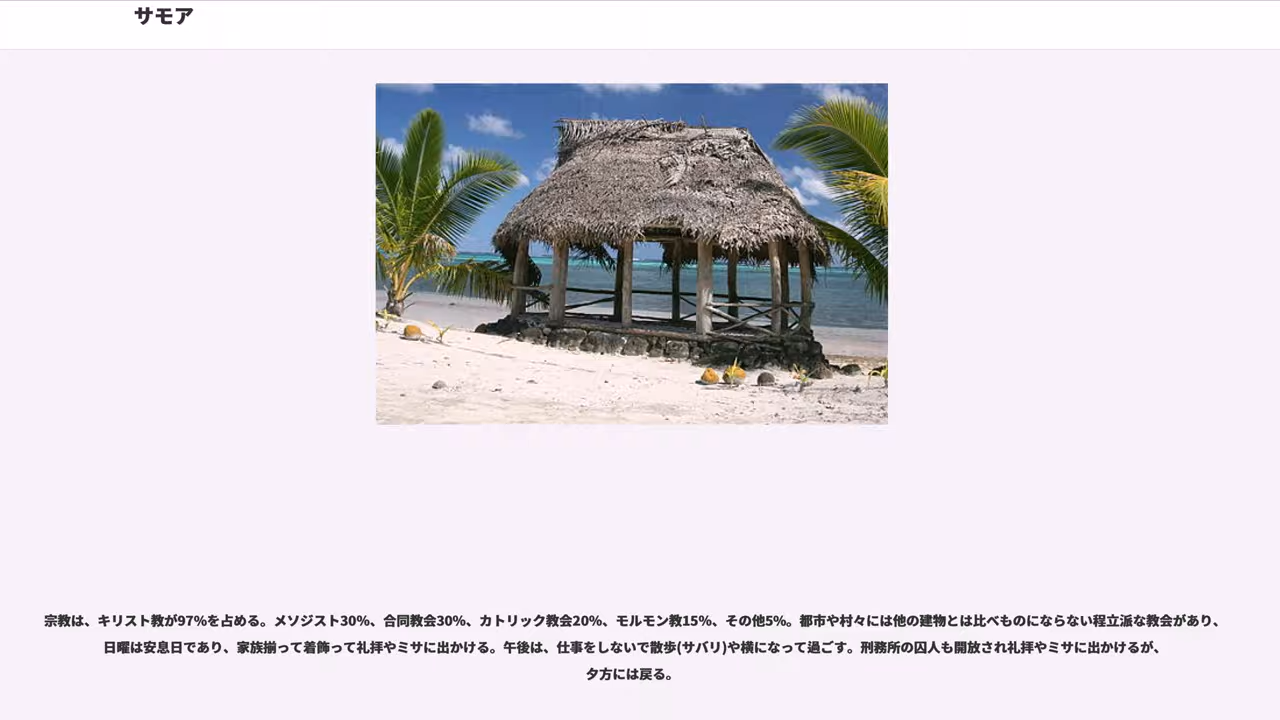 サモア
宗教は、キリスト教が97%を占める。メソジスト30%、合同教会30%、カトリック教会20%、モルモン教15%、その他5%。都市や村々には他の建物とは比べものにならない程立派な教会があり、
日曜は安息日であり、家族揃って着飾って礼拝やミサに出かける。午後は、仕事をしないで散歩(サバリ)や横になって過ごす。刑務所の囚人も開放され礼拝やミサに出かけるが、
夕方には戻る。